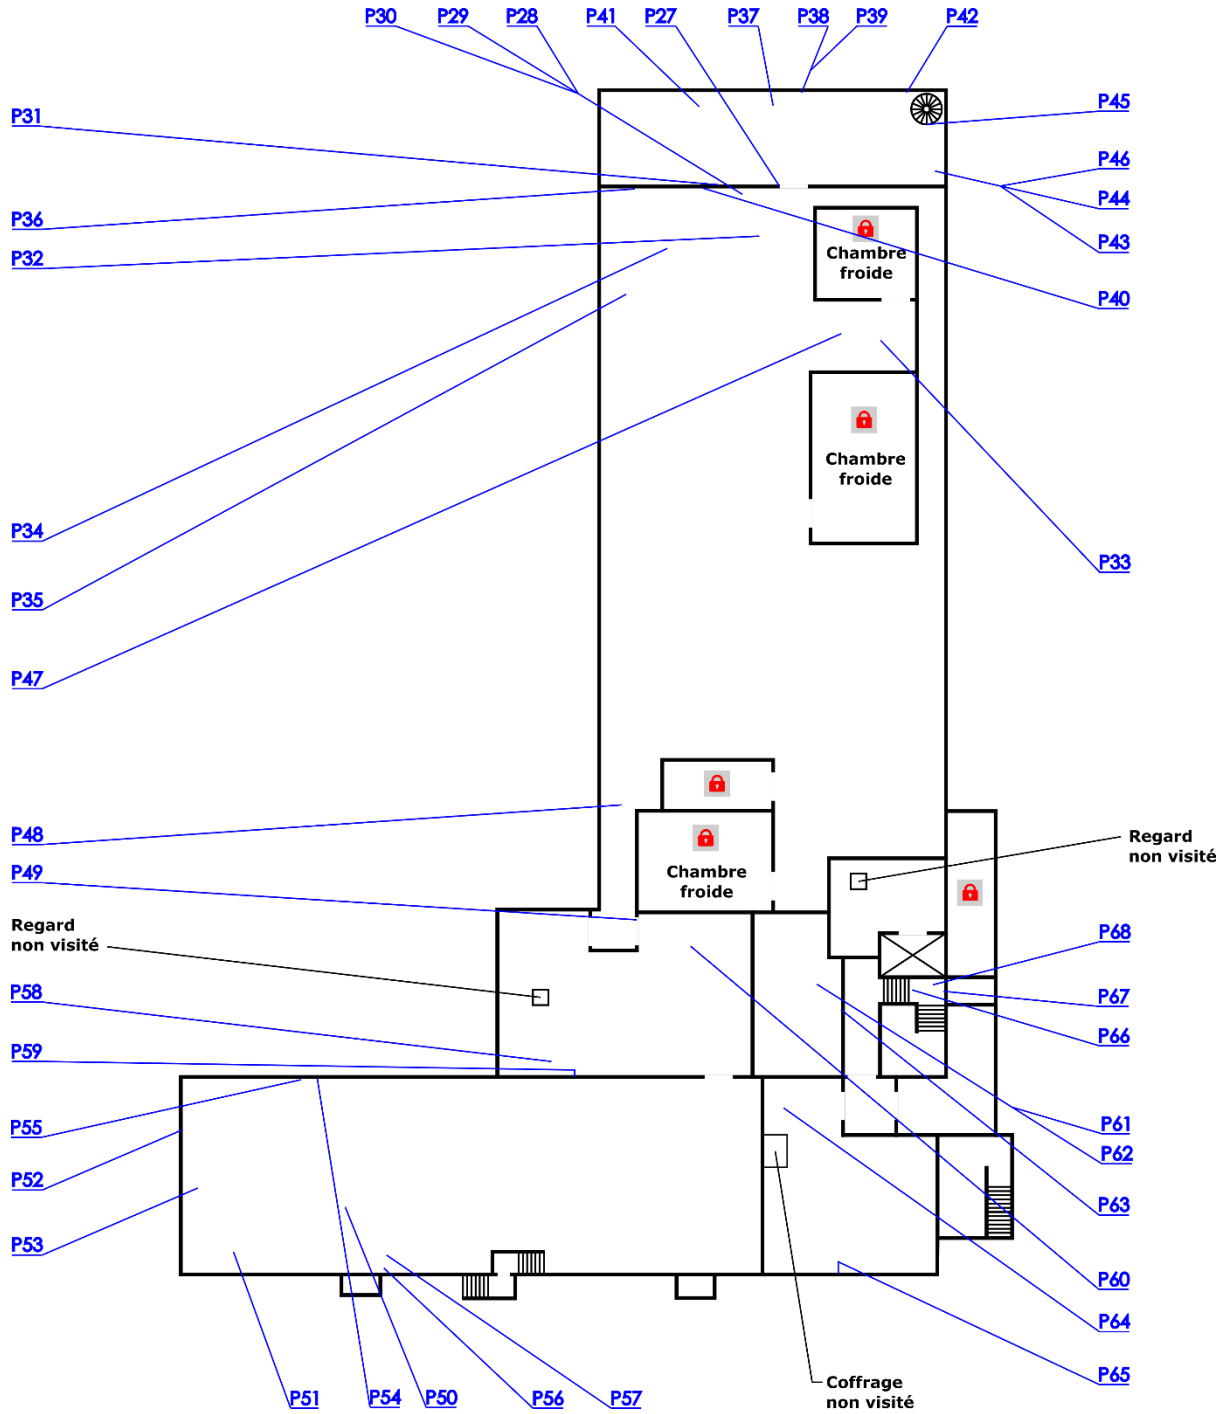 P30 P29 P28 P41 P27 P37 P38 P39 P42
P31
P45
P46
P44
P36
P43
P32
Chambre
froide
P40
Chambre
froide
P34
P33
P35
P47
P48
Regard
non visité
P49
Chambre
froide
Regard
non visité
P68
P67
P58
P66
P59
P55
P61
P62
P52
P63
P53
P60
P64
P65
Coffrage
non visité
P51 P54 P50 P56 P57